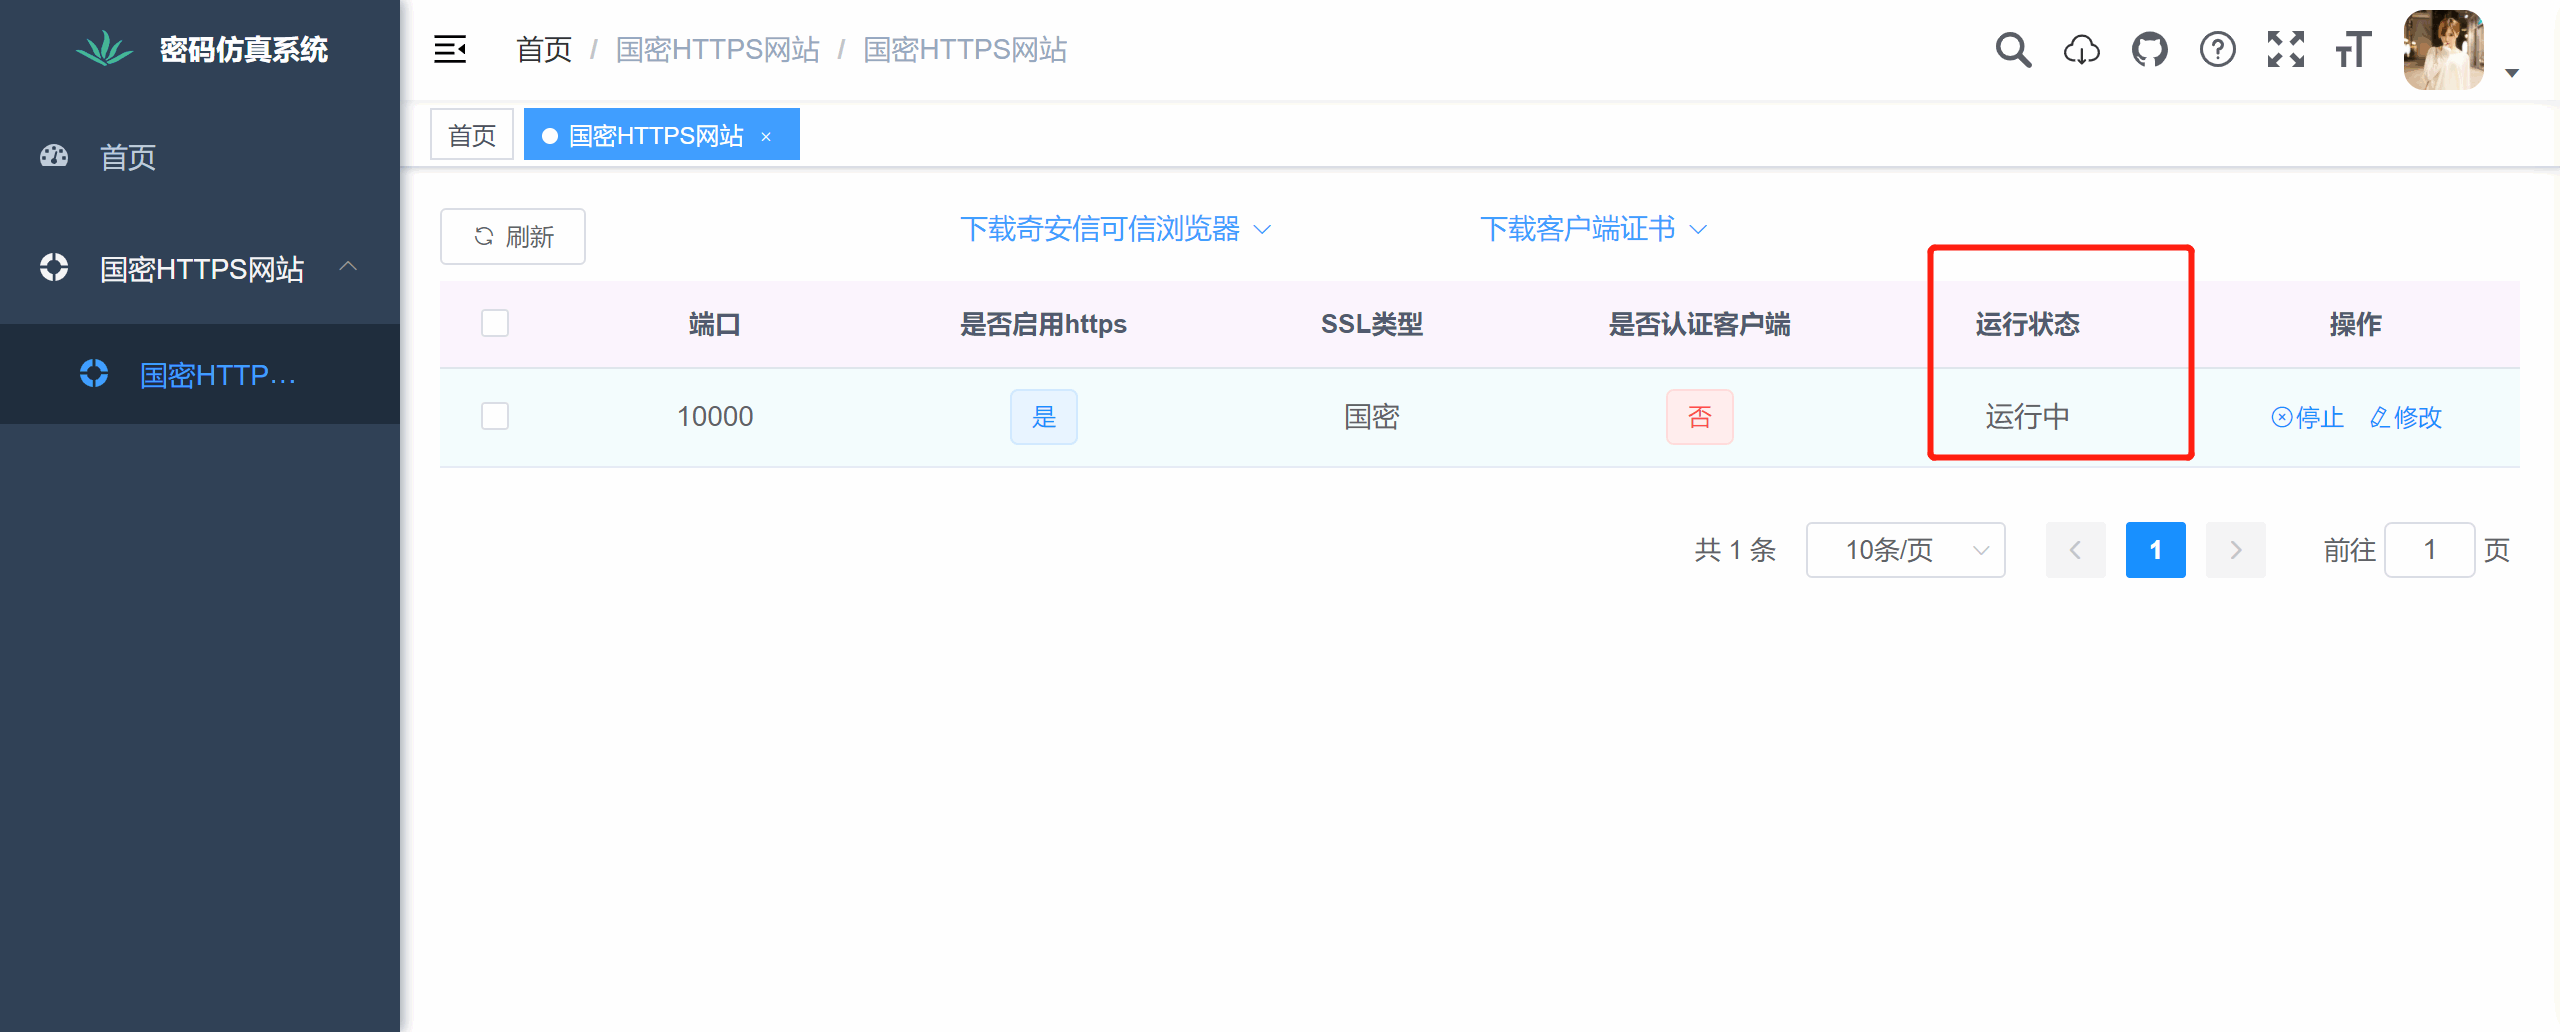 密码仿真系统
首页 / 国密HTTPS网站 / 国密HTTPS网站
首页
国密HTTPS网站
国密HTTP...
首页
国密HTTPS网站 ×
刷新
下载奇安信可信浏览器
下载客户端证书
端口 是否启用https SSL类型 是否认证客户端 运行状态 操作
10000 是 国密 否 运行中 停止 修改
共 1 条 10条/页 1 前往 1 页